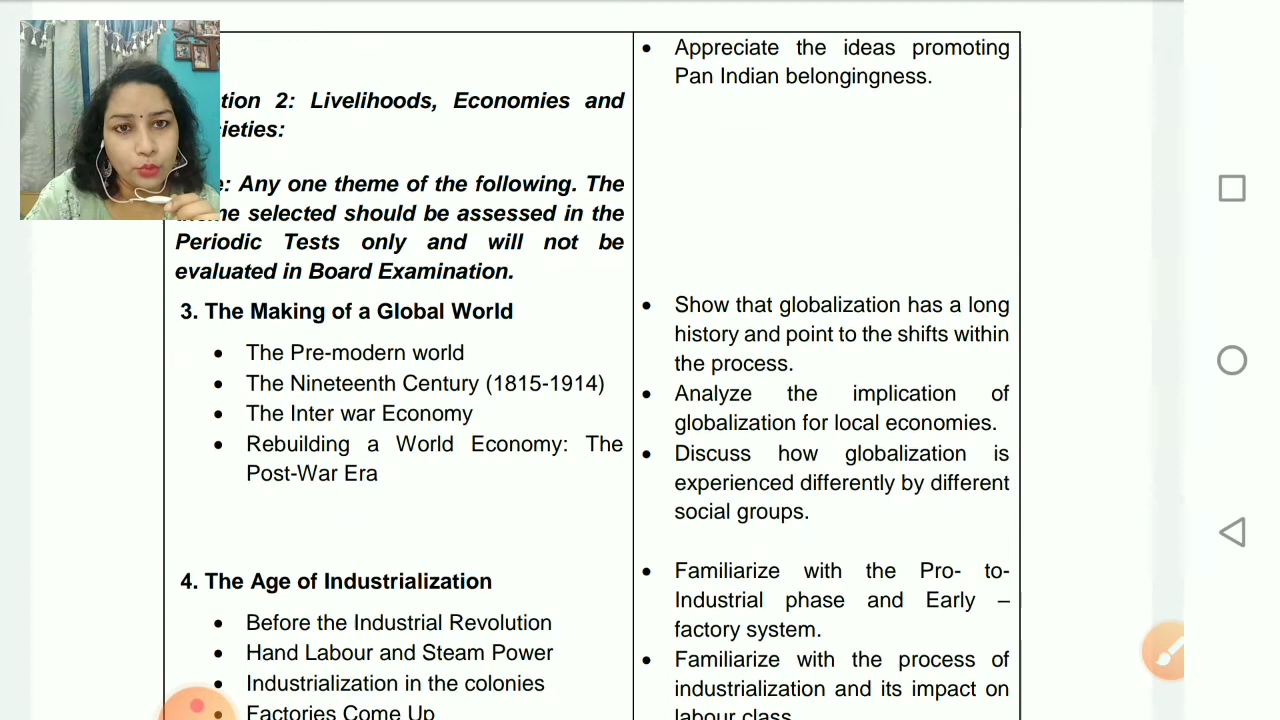 tion 2: Livelihoods, Economies and
cieties:
e: Any one theme of the following. The
me selected should be assessed in the
Periodic Tests only and will not be
evaluated in Board Examination.
3. The Making of a Global World
• The Pre-modern world
• The Nineteenth Century (1815-1914)
• The Inter war Economy
• Rebuilding a World Economy: The
Post-War Era
4. The Age of Industrialization
• Before the Industrial Revolution
• Hand Labour and Steam Power
• Industrialization in the colonies
• Factories Come Up
• Appreciate the ideas promoting
Pan Indian belongingness.
• Show that globalization has a long
history and point to the shifts within
the process.
• Analyze the implication of
globalization for local economies.
• Discuss how globalization is
experienced differently by different
social groups.
• Familiarize with the Pro- to-
Industrial phase and Early –
factory system.
• Familiarize with the process of
industrialization and its impact on
labour class